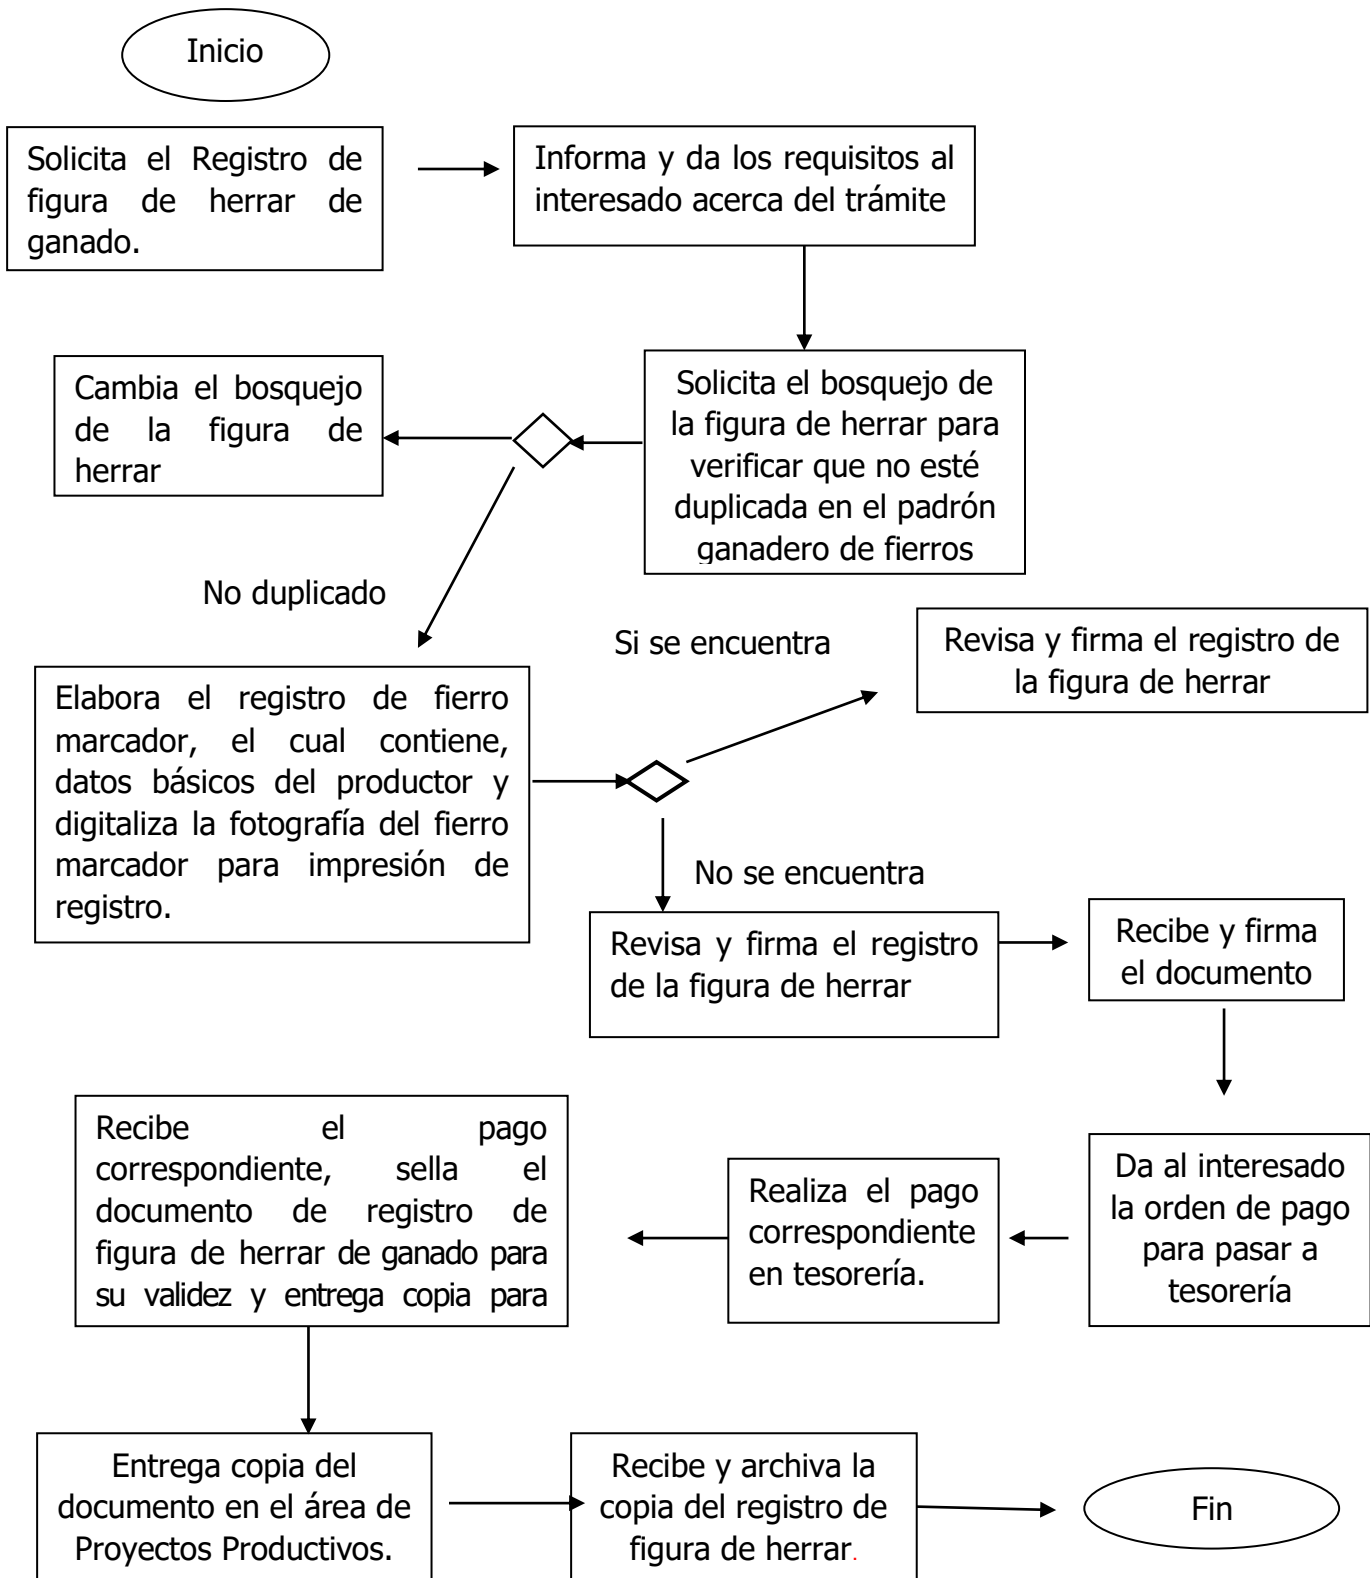 Inicio
Solicita el Registro de
figura de herrar de
ganado.
Informa y da los requisitos al
interesado acerca del trámite
Cambia el bosquejo
de la figura de
herrar
Solicita el bosquejo de
la figura de herrar para
verificar que no esté
duplicada en el padrón
ganadero de fierros
No duplicado
Si se encuentra
Revisa y firma el registro de
la figura de herrar
Elabora el registro de fierro
marcador, el cual contiene,
datos básicos del productor y
digitaliza la fotografía del fierro
marcador para impresión de
registro.
No se encuentra
Revisa y firma el registro
de la figura de herrar
Recibe y firma
el documento
Recibe el pago
correspondiente, sella el
documento de registro de
figura de herrar de ganado para
su validez y entrega copia para
Realiza el pago
correspondiente
en tesorería.
Da al interesado
la orden de pago
para pasar a
tesorería
Entrega copia del
documento en el área de
Proyectos Productivos.
Recibe y archiva la
copia del registro de
figura de herrar.
Fin